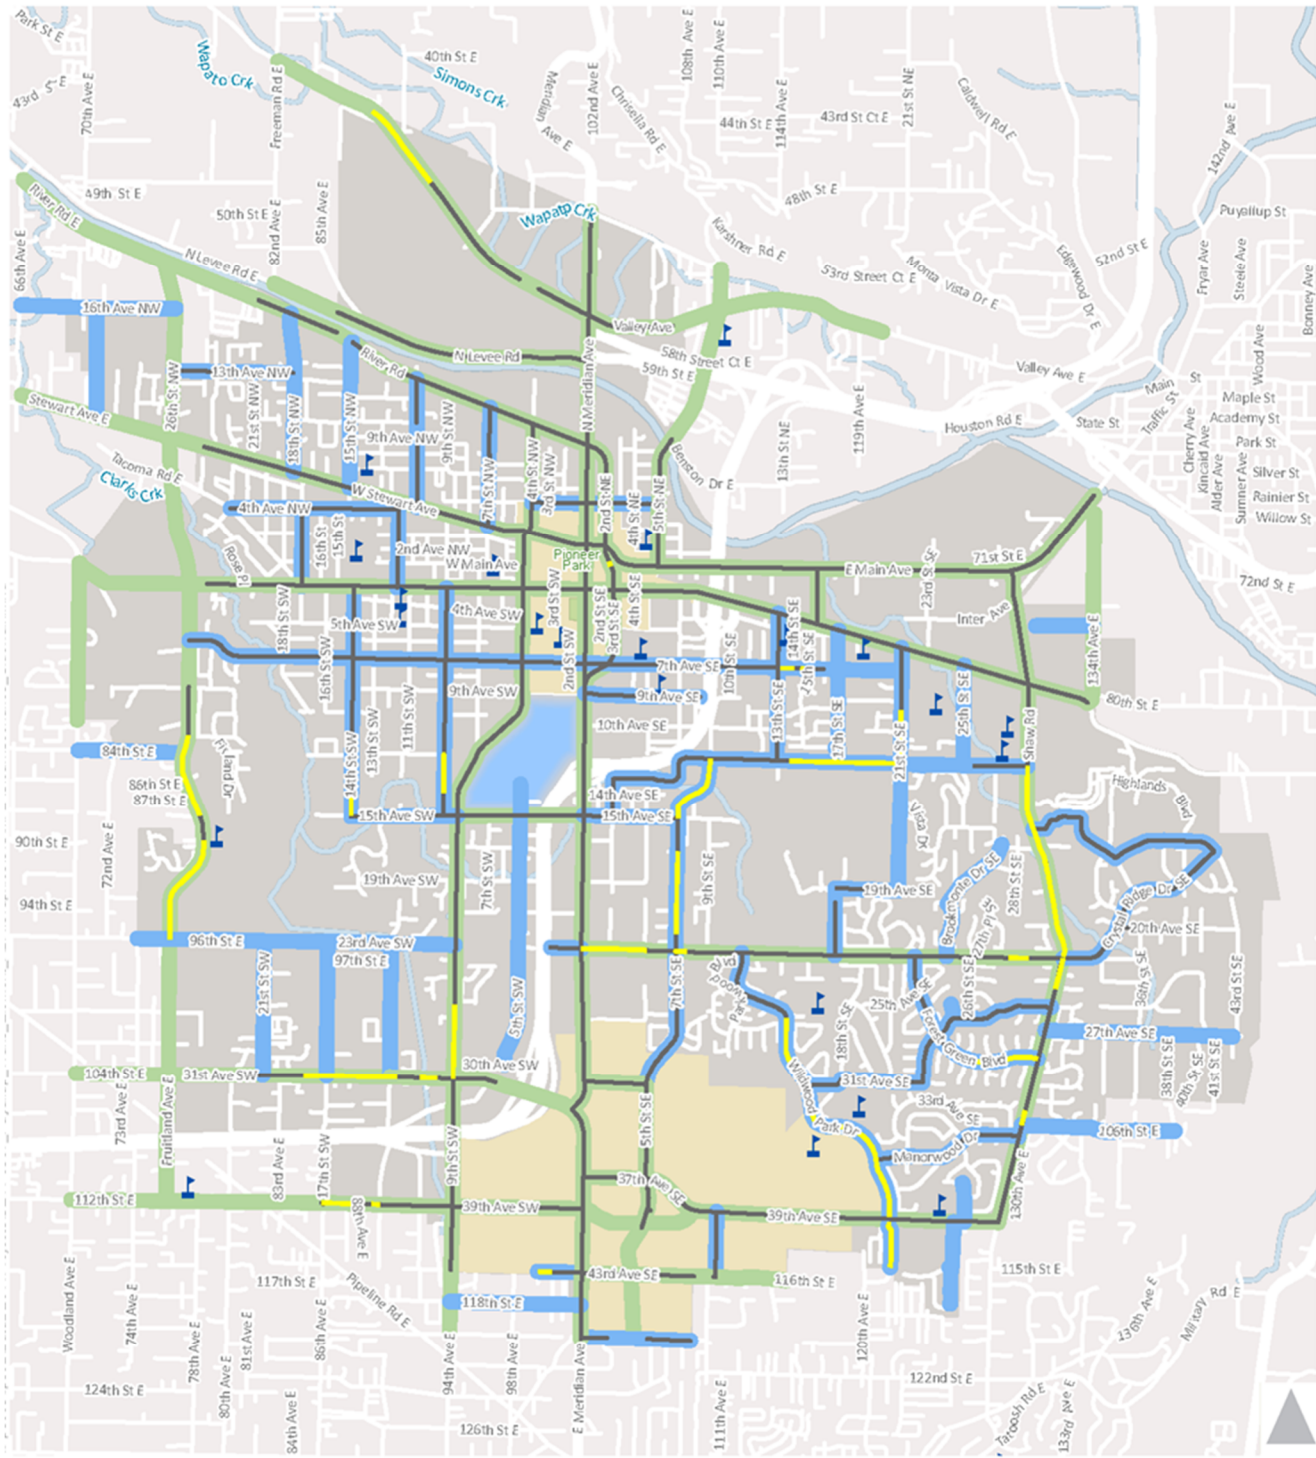 Park St E
Wapato Crk
40th St E
Simons Crk
43rd St E
70th Ave E
Freeman Rd E
Meridian Ave E
102nd Ave E
Chrisella Rd E
108th Ave E
110th Ave E
44th St E
114th Ave E
43rd St Ct E
21st St NE
Caldwell Rd E
142nd Ave E
River Rd E
49th St E
50th St E
82nd Ave E
85th Ave E
Wapato Crk
48th St E
Karshner Rd E
53rd Street Ct E
Monta Vista Dr E
Edgewood Dr E
52nd St E
Puyallup St
Fryar Ave
Steele Ave
Bonney Ave
66th Ave E
N Levee Rd E
16th Ave NW
Valley Ave
N Levee Rd
River Rd
N Meridian Ave
58th Street Ct E
59th St E
Valley Ave E
Main St
Wood Ave
Maple St
Traffic St
Academy St
Stewart Ave E
26th St NW
13th Ave NW
21st St NW
18th St NW
15th St NW
9th Ave NW
9th St NW
7th St NW
4th St NW
3rd St NW
2nd St NE
4th St NE
5th St NE
Benston Dr E
13th St NE
119th Ave E
Houston Rd E
State St
Cherry Ave
Kincaid Ave
Alder Ave
Sumner Ave
Park St
Silver St
Rainier St
Willow St
Tacoma Rd E
Clarks Crk
4th Ave NW
W Stewart Ave
16th St
15th St
2nd Ave NW
W Main Ave
Pioneer Park
E Main Ave
71st St E
23rd St SE
72nd St E
Rose Pl
18th St SW
5th Ave SW
4th Ave SW
3rd St SW
2nd St SW
2nd St SE
3rd St SE
4th St SE
Inter Ave
134th Ave E
16th St SW
7th Ave SE
10th St SE
14th St SE
15th St SE
9th Ave SW
9th Ave SE
10th Ave SE
11th St SW
13th St SW
14th St SW
13th St SE
17th St SE
21st St SE
25th St SE
Shaw Rd
80th St E
84th St E
86th St E
87th St E
14th Ave SE
15th Ave SW
15th Ave SE
Highlands Blvd
90th St E
72nd Ave E
19th Ave SW
7th St SW
9th St SE
Vista Dr
19th Ave SE
Brookmonte Dr SE
28th St SE
27th Pl SE
Crystal Ridge Dr SE
20th Ave SE
94th St E
96th St E
23rd Ave SW
97th St E
21st St SW
5th St SW
7th St SE
Wildwood Park
Blvd
25th Ave SE
26th St SE
36th St SE
43rd St SE
Forest Green Blvd
27th Ave SE
18th St SE
30th Ave SW
104th St E
31st Ave SW
73rd Ave E
Fruitland Ave
31st Ave SE
33rd Ave SE
Wildwood Park Dr
Manorwood Dr
38th St SE
40th St SE
41st St SE
106th St E
83rd Ave E
17th St SW
9th St SW
5th St SE
130th Ave E
112th St E
88th Ave E
39th Ave SW
37th Ave SE
39th Ave SE
43rd Ave SE
116th St E
115th St E
117th St E
Pipeline Rd E
118th St E
Woodland Ave E
74th Ave E
78th Ave E
80th Ave E
81st Ave E
84th Ave E
86th Ave E
94th Ave E
98th Ave E
E Meridian Ave
111th Ave E
120th Ave E
122nd St E
Tatoosh Rd E
133rd Ave E
136th Ave E
Military Rd E
124th St E
126th St E